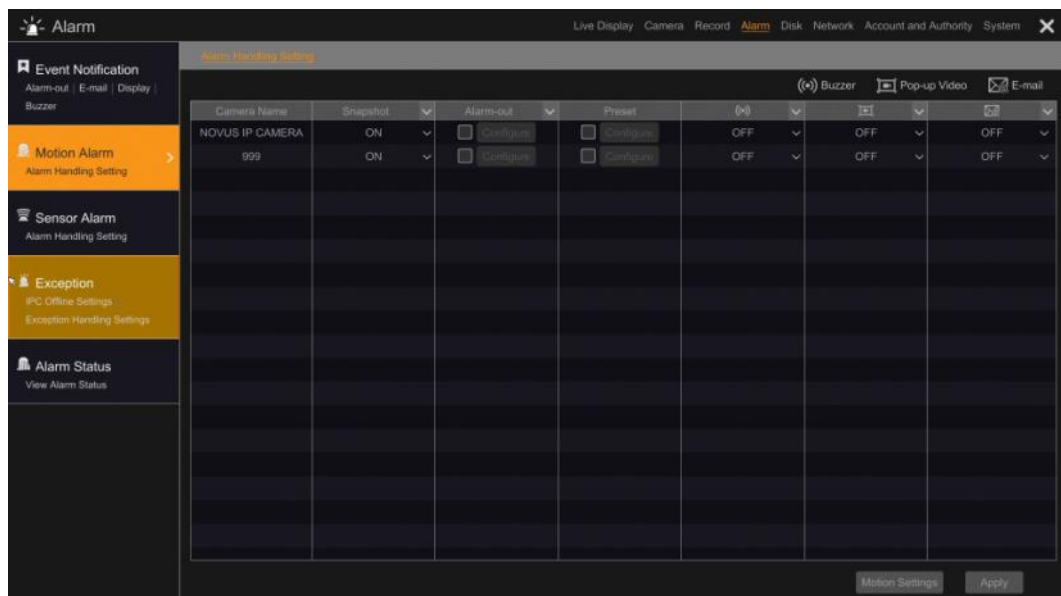 Alarm
Live Display Camera Record Alarm Disk Network Account and Authority System
Event Notification
Alarm-out | E-mail | Display |
Buzzer
Motion Alarm
Alarm Handling Setting
Sensor Alarm
Alarm Handling Setting
Exception
IPC Offline Settings
Exception Handling Settings
Alarm Status
View Alarm Status
Alarm Handling Setting
Buzzer Pop-up Video E-mail
Camera Name Snapshot Alarm-out Preset
NOVUS IP CAMERA ON Configure Configure OFF OFF OFF
999 ON Configure Configure OFF OFF OFF
Motion Settings Apply